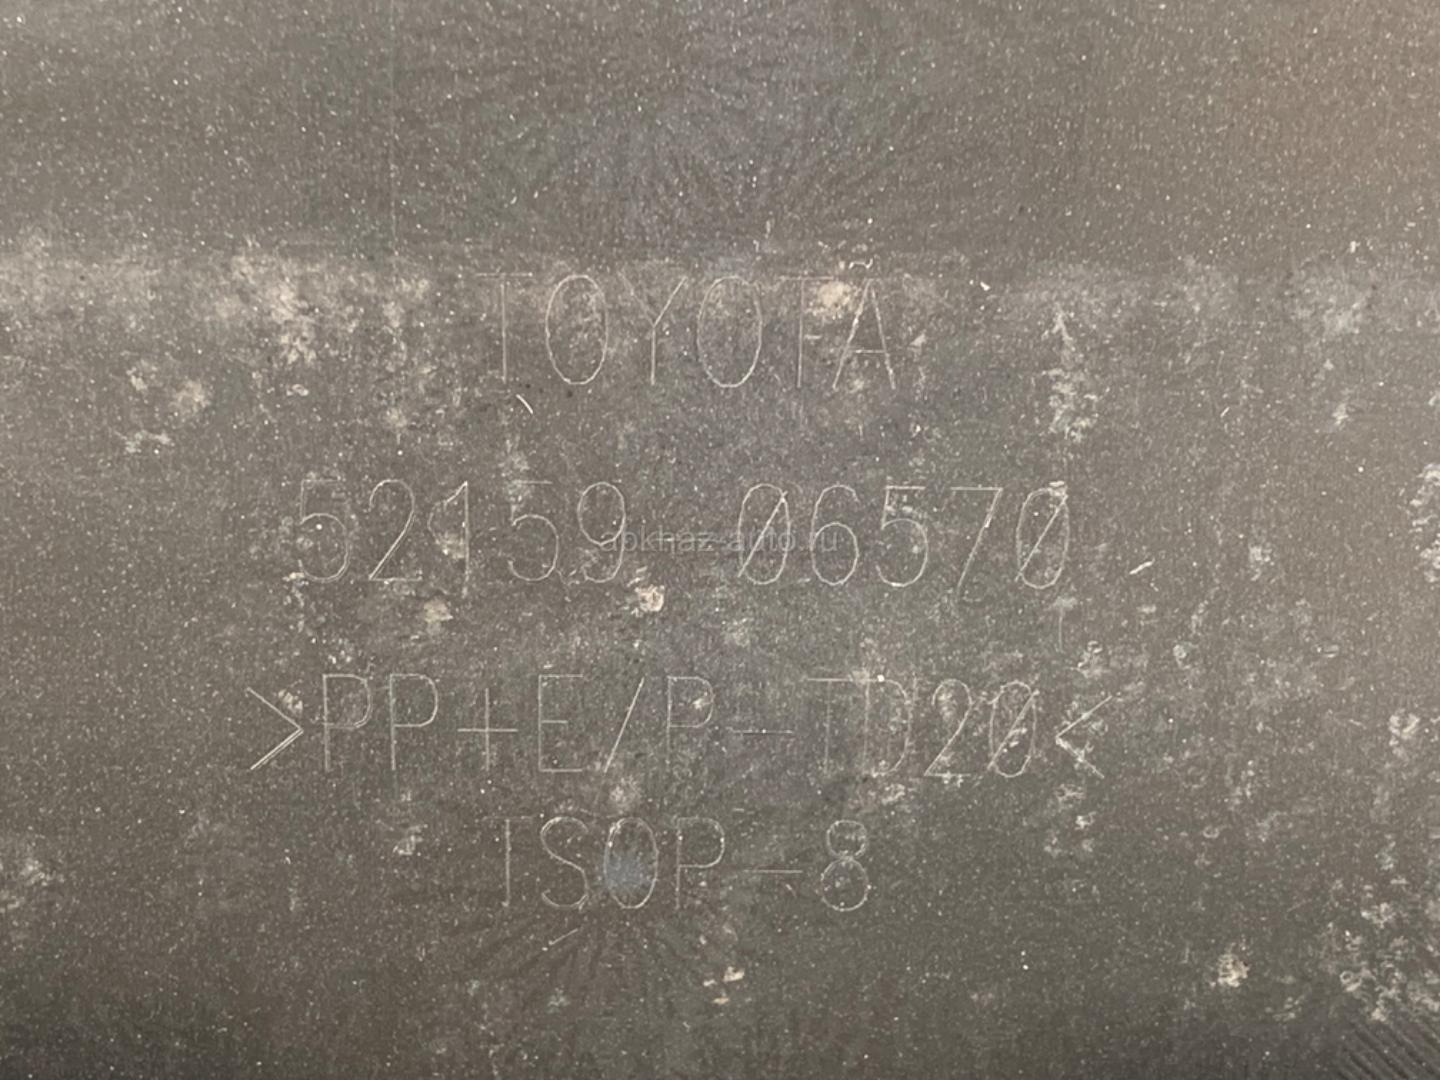 TOYOTA
52159-06570
apkhaz-auto.ru
>PP+E/P-TD20<
TSOP-8